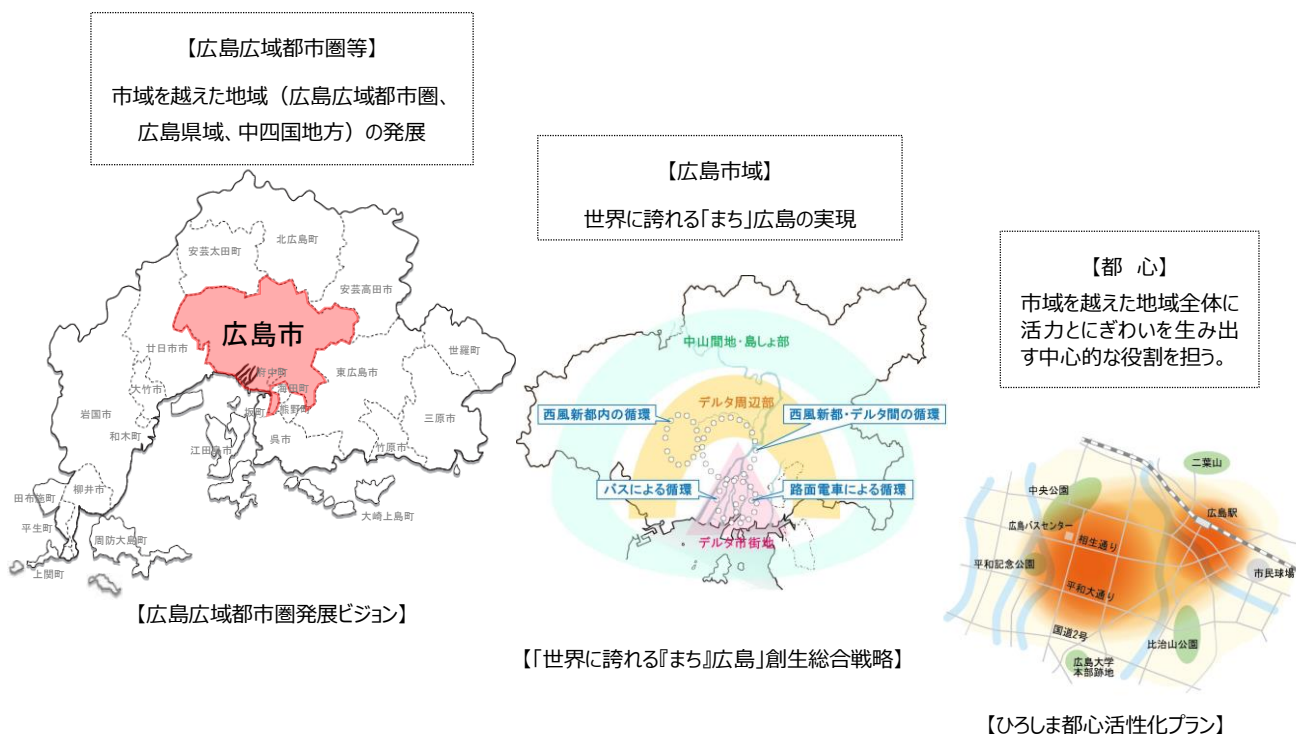 【広島広域都市圏等】
市域を越えた地域（広島広域都市圏、
広島県域、中四国地方）の発展
北広島町
安芸太田町
安芸高田市
広島市
世羅町
廿日市市
府中町
東広島市
海田町
大竹市
坂町
熊野町
岩国市
三原市
和木町
呉市
江田島市
竹原市
柳井市
田布施町
大崎上島町
平生町
周防大島町
上関町
【広島広域都市圏発展ビジョン】
【広島市域】
世界に誇れる「まち」広島の実現
中山間地・島しょ部
デルタ周辺部
西風新都内の循環
西風新都・デルタ間の循環
バスによる循環
路面電車による循環
デルタ市街地
【「世界に誇れる『まち』広島」創生総合戦略】
【都　心】
市域を越えた地域全体に
活力とにぎわいを生み出
す中心的な役割を担う。
二葉山
中央公園
広島駅
広島バスセンター
相生通り
平和記念公園
市民球場
平和大通り
国道2号
比治山公園
広島大学
本部跡地
【ひろしま都心活性化プラン】